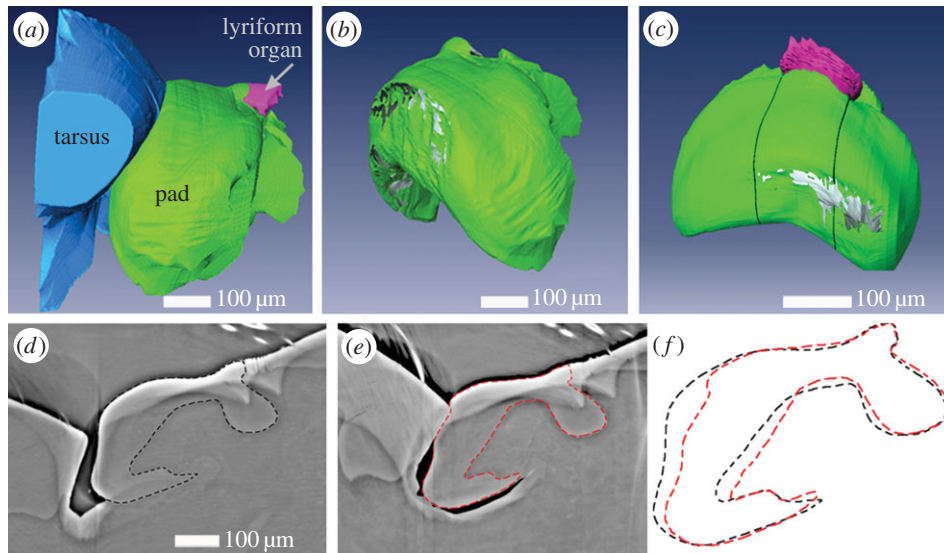 (a)
lyriform
organ
tarsus
pad
100 µm
(b)
100 µm
(c)
100 µm
(d)
100 µm
(e)
(f)